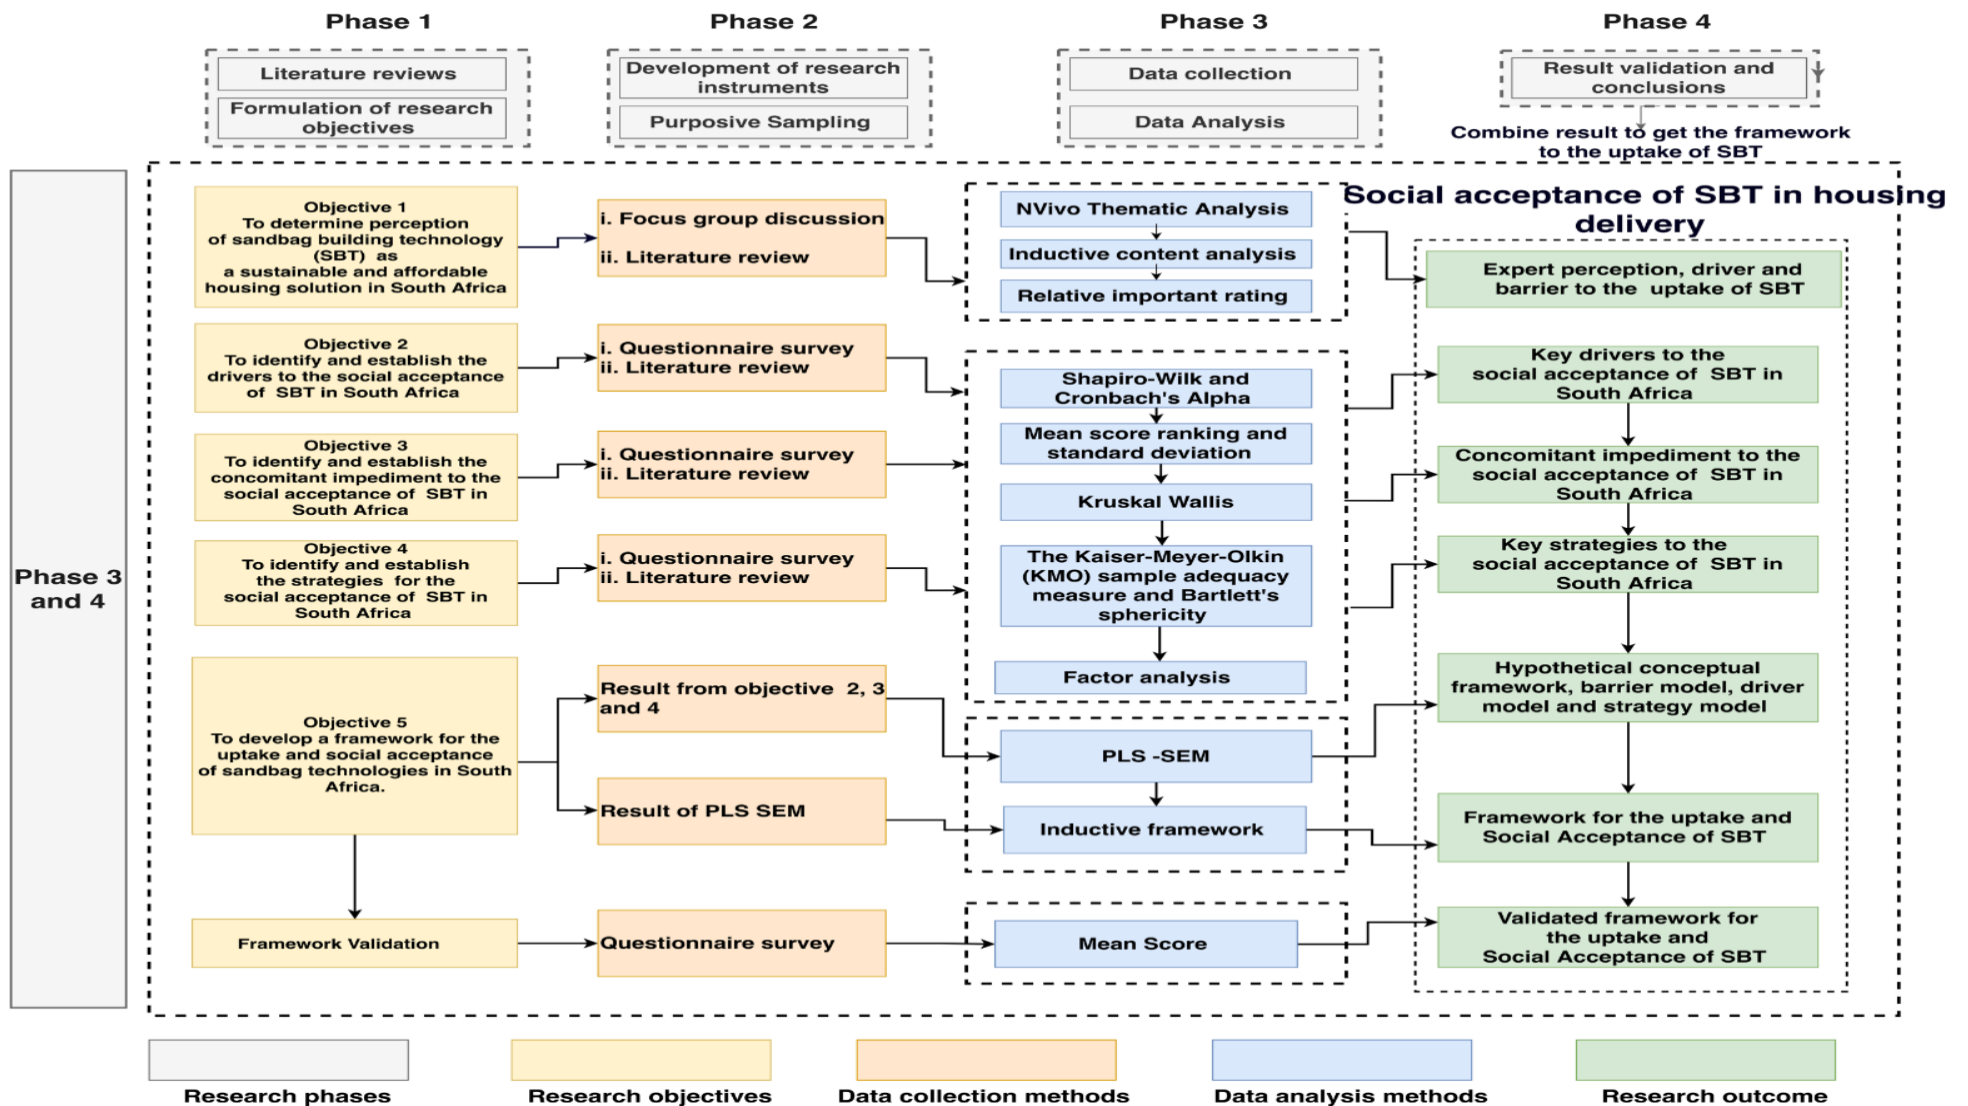 Phase 1
Phase 2
Phase 3
Phase 4
Literature reviews
Formulation of research
objectives
Development of research
instruments
Purposive Sampling
Data collection
Data Analysis
Result validation and
conclusions
Combine result to get the framework
to the uptake of SBT
Phase 3
and 4
Social acceptance of SBT in housing
delivery
Objective 1
To determine perception
of sandbag building technology
(SBT) as
a sustainable and affordable
housing solution in South Africa
i. Focus group discussion
ii. Literature review
NVivo Thematic Analysis
Inductive content analysis
Relative important rating
Expert perception, driver and
barrier to the uptake of SBT
Objective 2
To identify and establish the
drivers to the social acceptance
of SBT in South Africa
i. Questionnaire survey
ii. Literature review
Shapiro-Wilk and
Cronbach's Alpha
Mean score ranking and
standard deviation
Kruskal Wallis
The Kaiser-Meyer-Olkin
(KMO) sample adequacy
measure and Bartlett's
sphericity
Factor analysis
Key drivers to the
social acceptance of SBT in
South Africa
Objective 3
To identify and establish the
concomitant impediment to the
social acceptance of SBT in
South Africa
i. Questionnaire survey
ii. Literature review
Concomitant impediment to the
social acceptance of SBT in
South Africa
Objective 4
To identify and establish
the strategies for the
social acceptance of SBT in
South Africa
i. Questionnaire survey
ii. Literature review
Key strategies to the
social acceptance of SBT in
South Africa
Objective 5
To develop a framework for the
uptake and social acceptance
of sandbag technologies in South
Africa.
Result from objective 2, 3
and 4
Result of PLS SEM
PLS -SEM
Inductive framework
Hypothetical conceptual
framework, barrier model, driver
model and strategy model
Framework for the uptake and
Social Acceptance of SBT
Framework Validation
Questionnaire survey
Mean Score
Validated framework for
the uptake and
Social Acceptance of SBT
Research phases
Research objectives
Data collection methods
Data analysis methods
Research outcome